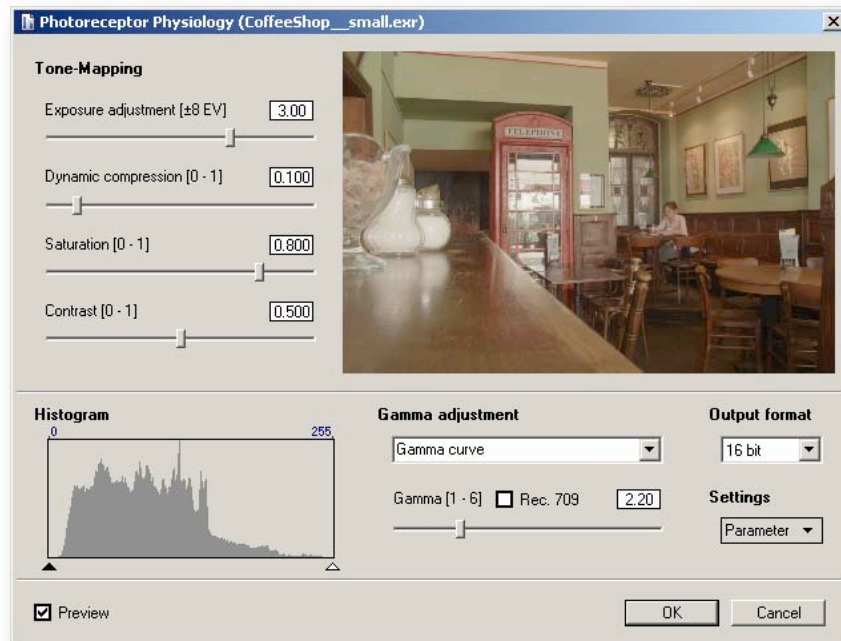 Photoreceptor Physiology (CoffeeShop__small.exr)
Tone-Mapping
Exposure adjustment [±8 EV] 3.00
Dynamic compression [0 - 1] 0.100
Saturation [0 - 1] 0.800
Contrast [0 - 1] 0.500
TELEPHONE
Histogram
0 255
Gamma adjustment
Gamma curve
Gamma [1 - 6] Rec. 709 2.20
Output format
16 bit
Settings
Parameter
Preview
OK Cancel